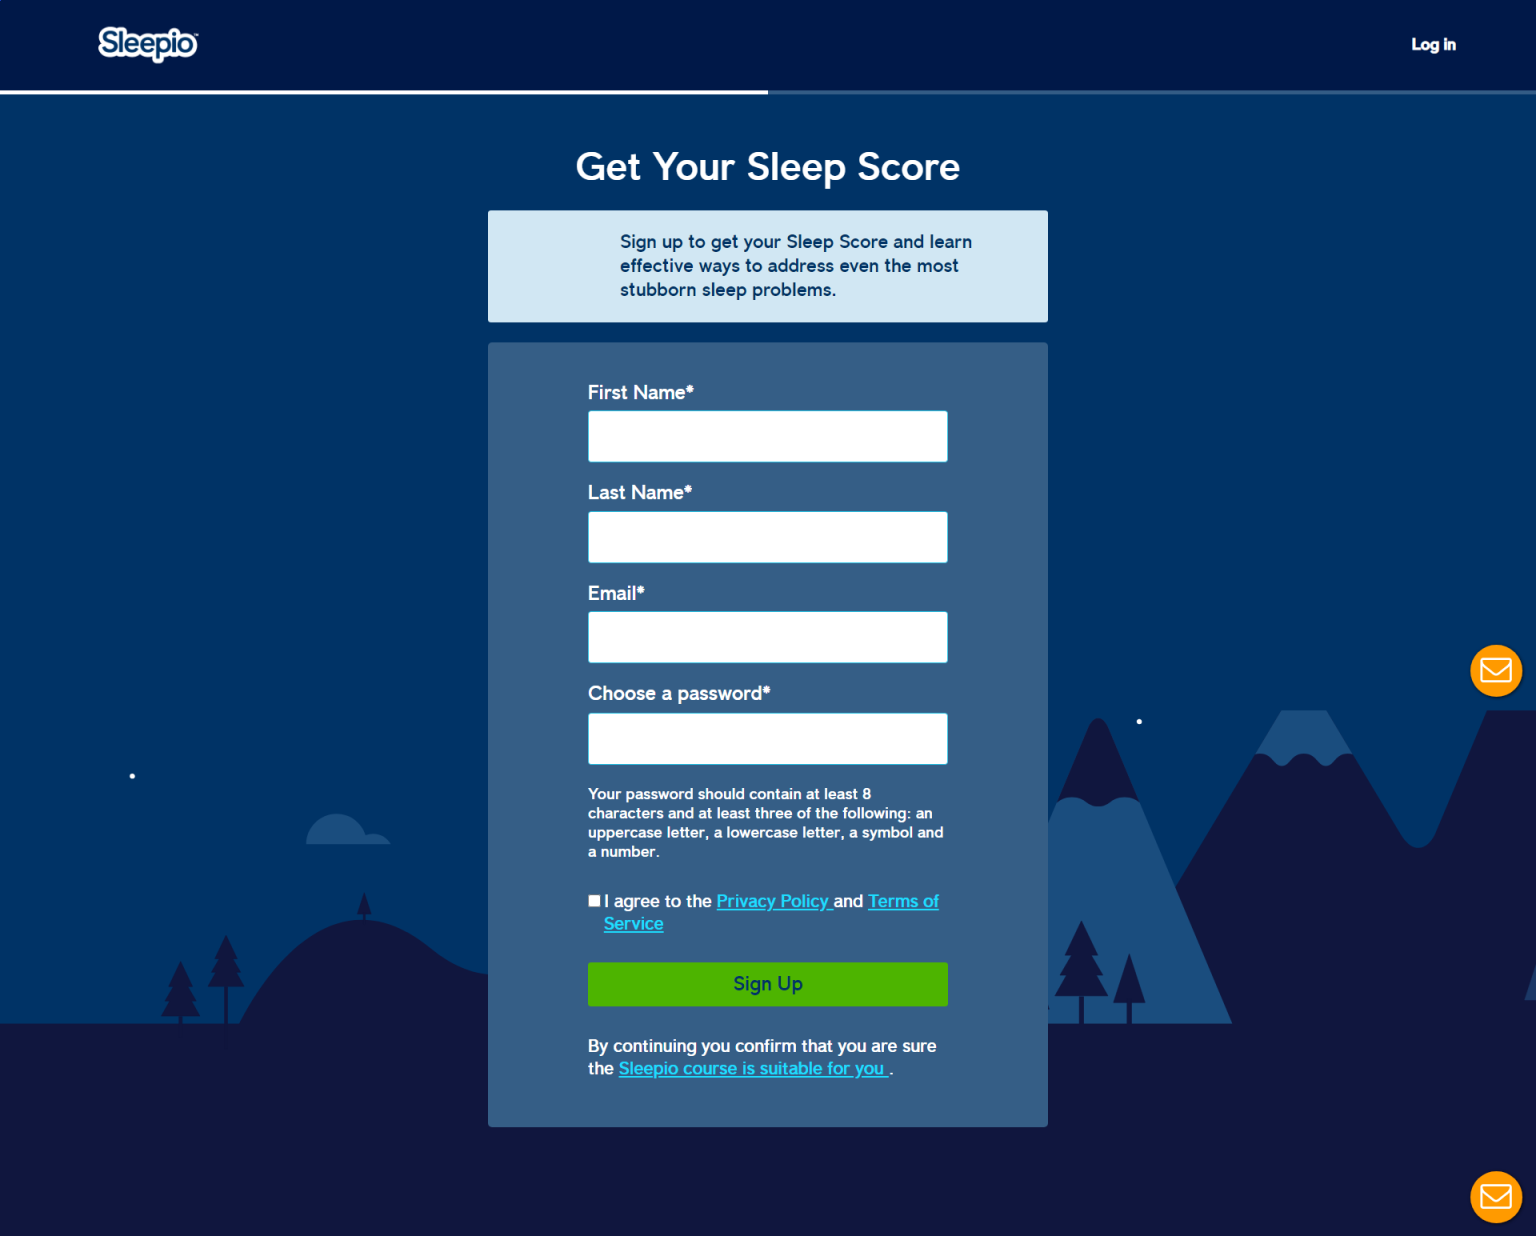 Sleepio™
Log in
Get Your Sleep Score
Sign up to get your Sleep Score and learn
effective ways to address even the most
stubborn sleep problems.
First Name*
Last Name*
Email*
Choose a password*
Your password should contain at least 8
characters and at least three of the following: an
uppercase letter, a lowercase letter, a symbol and
a number.
I agree to the Privacy Policy and Terms of
Service
Sign Up
By continuing you confirm that you are sure
the Sleepio course is suitable for you .